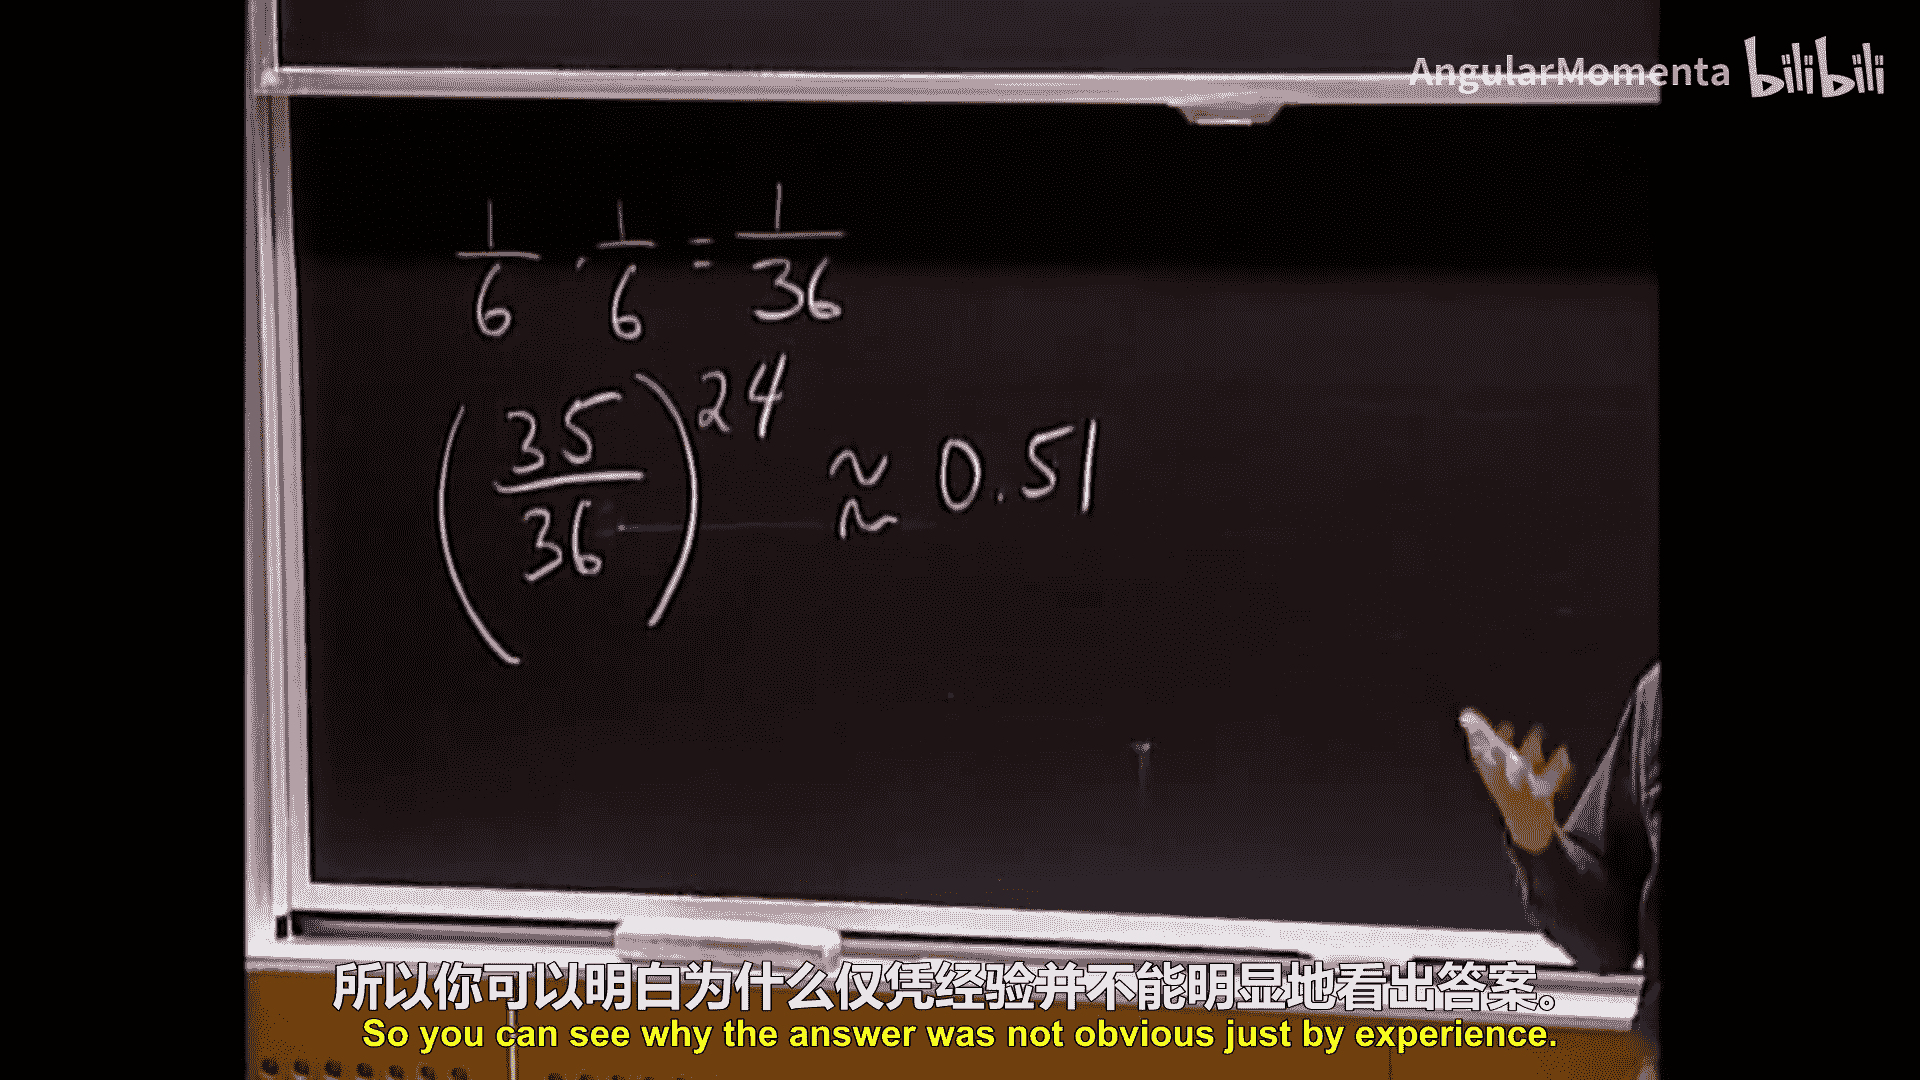 AngularMomenta bilibili
1/6 · 1/6 = 1/36
(35/36)^24 ≈ 0.51
所以你可以明白为什么仅凭经验并不能明显地看出答案。
So you can see why the answer was not obvious just by experience.